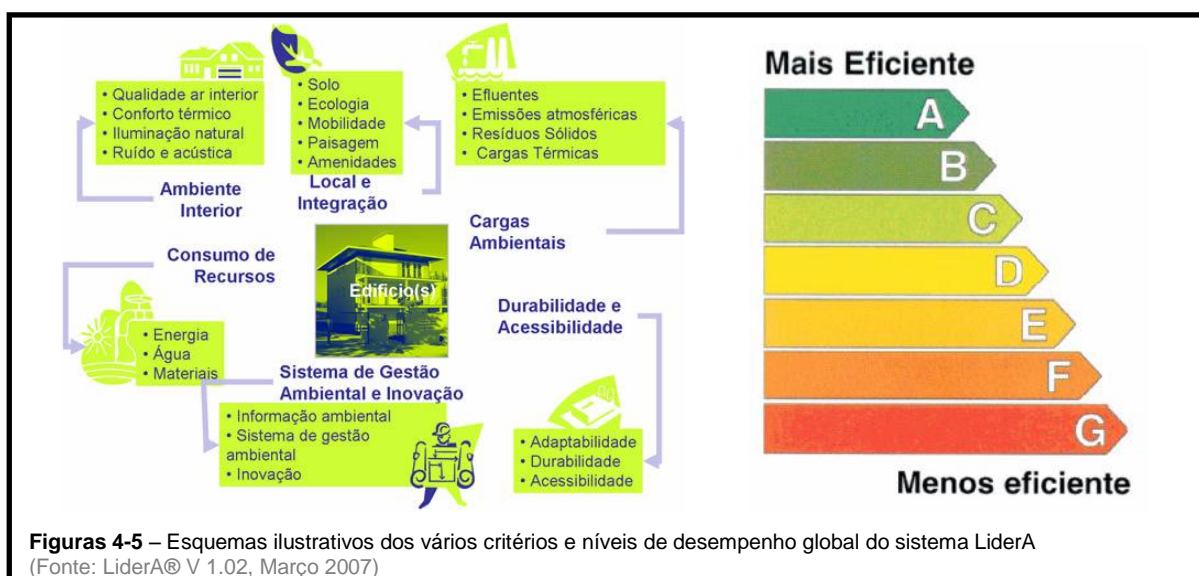 • Qualidade ar interior
• Conforto térmico
• Iluminação natural
• Ruído e acústica
Ambiente
Interior
• Solo
• Ecologia
• Mobilidade
• Paisagem
• Amenidades
Local e
Integração
• Efluentes
• Emissões atmosféricas
• Resíduos Sólidos
• Cargas Térmicas
Cargas
Ambientais
Consumo de
Recursos
• Energia
• Água
• Materiais
Edificio(s)
Durabilidade e
Acessibilidade
• Adaptabilidade
• Durabilidade
• Acessibilidade
Sistema de Gestão
Ambiental e Inovação
• Informação ambiental
• Sistema de gestão
ambiental
• Inovação
Mais Eficiente
A
B
C
D
E
F
G
Menos eficiente
Figuras 4-5 – Esquemas ilustrativos dos vários critérios e níveis de desempenho global do sistema LiderA
(Fonte: LiderA® V 1.02, Março 2007)